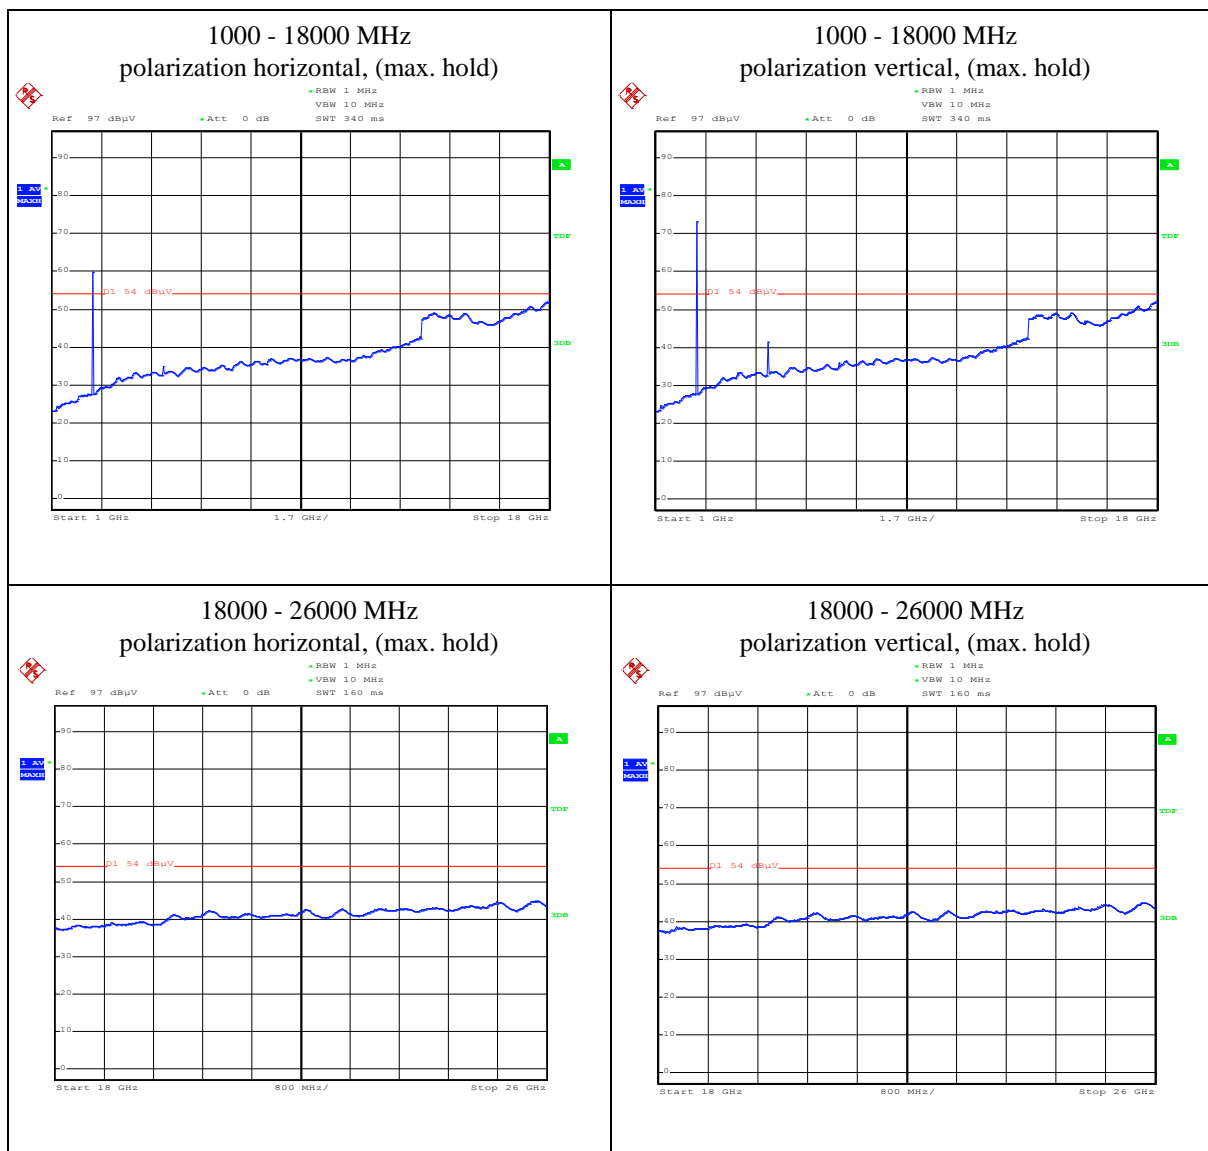 1000 - 18000 MHz
polarization horizontal, (max. hold)
R S
* RBW 1 MHz
VBW 10 MHz
Ref 97 dBµV * Att 0 dB SWT 340 ms
90
A
1 AV *
MAXH
80
70
TDF
60
D1 54 dBµV
50
3DB
40
30
20
10
0
Start 1 GHz 1.7 GHz/ Stop 18 GHz
1000 - 18000 MHz
polarization vertical, (max. hold)
R S
* RBW 1 MHz
VBW 10 MHz
Ref 97 dBµV * Att 0 dB SWT 340 ms
90
A
1 AV *
MAXH
80
70
TDF
60
D1 54 dBµV
50
3DB
40
30
20
10
0
Start 1 GHz 1.7 GHz/ Stop 18 GHz
18000 - 26000 MHz
polarization horizontal, (max. hold)
R S
* RBW 1 MHz
* VBW 10 MHz
Ref 97 dBµV * Att 0 dB SWT 160 ms
90
A
1 AV *
MAXH
80
70
TDF
60
D1 54 dBµV
50
40
3DB
30
20
10
0
Start 18 GHz 800 MHz/ Stop 26 GHz
18000 - 26000 MHz
polarization vertical, (max. hold)
R S
* RBW 1 MHz
* VBW 10 MHz
Ref 97 dBµV * Att 0 dB SWT 160 ms
90
A
1 AV *
MAXH
80
70
TDF
60
D1 54 dBµV
50
40
3DB
30
20
10
0
Start 18 GHz 800 MHz/ Stop 26 GHz